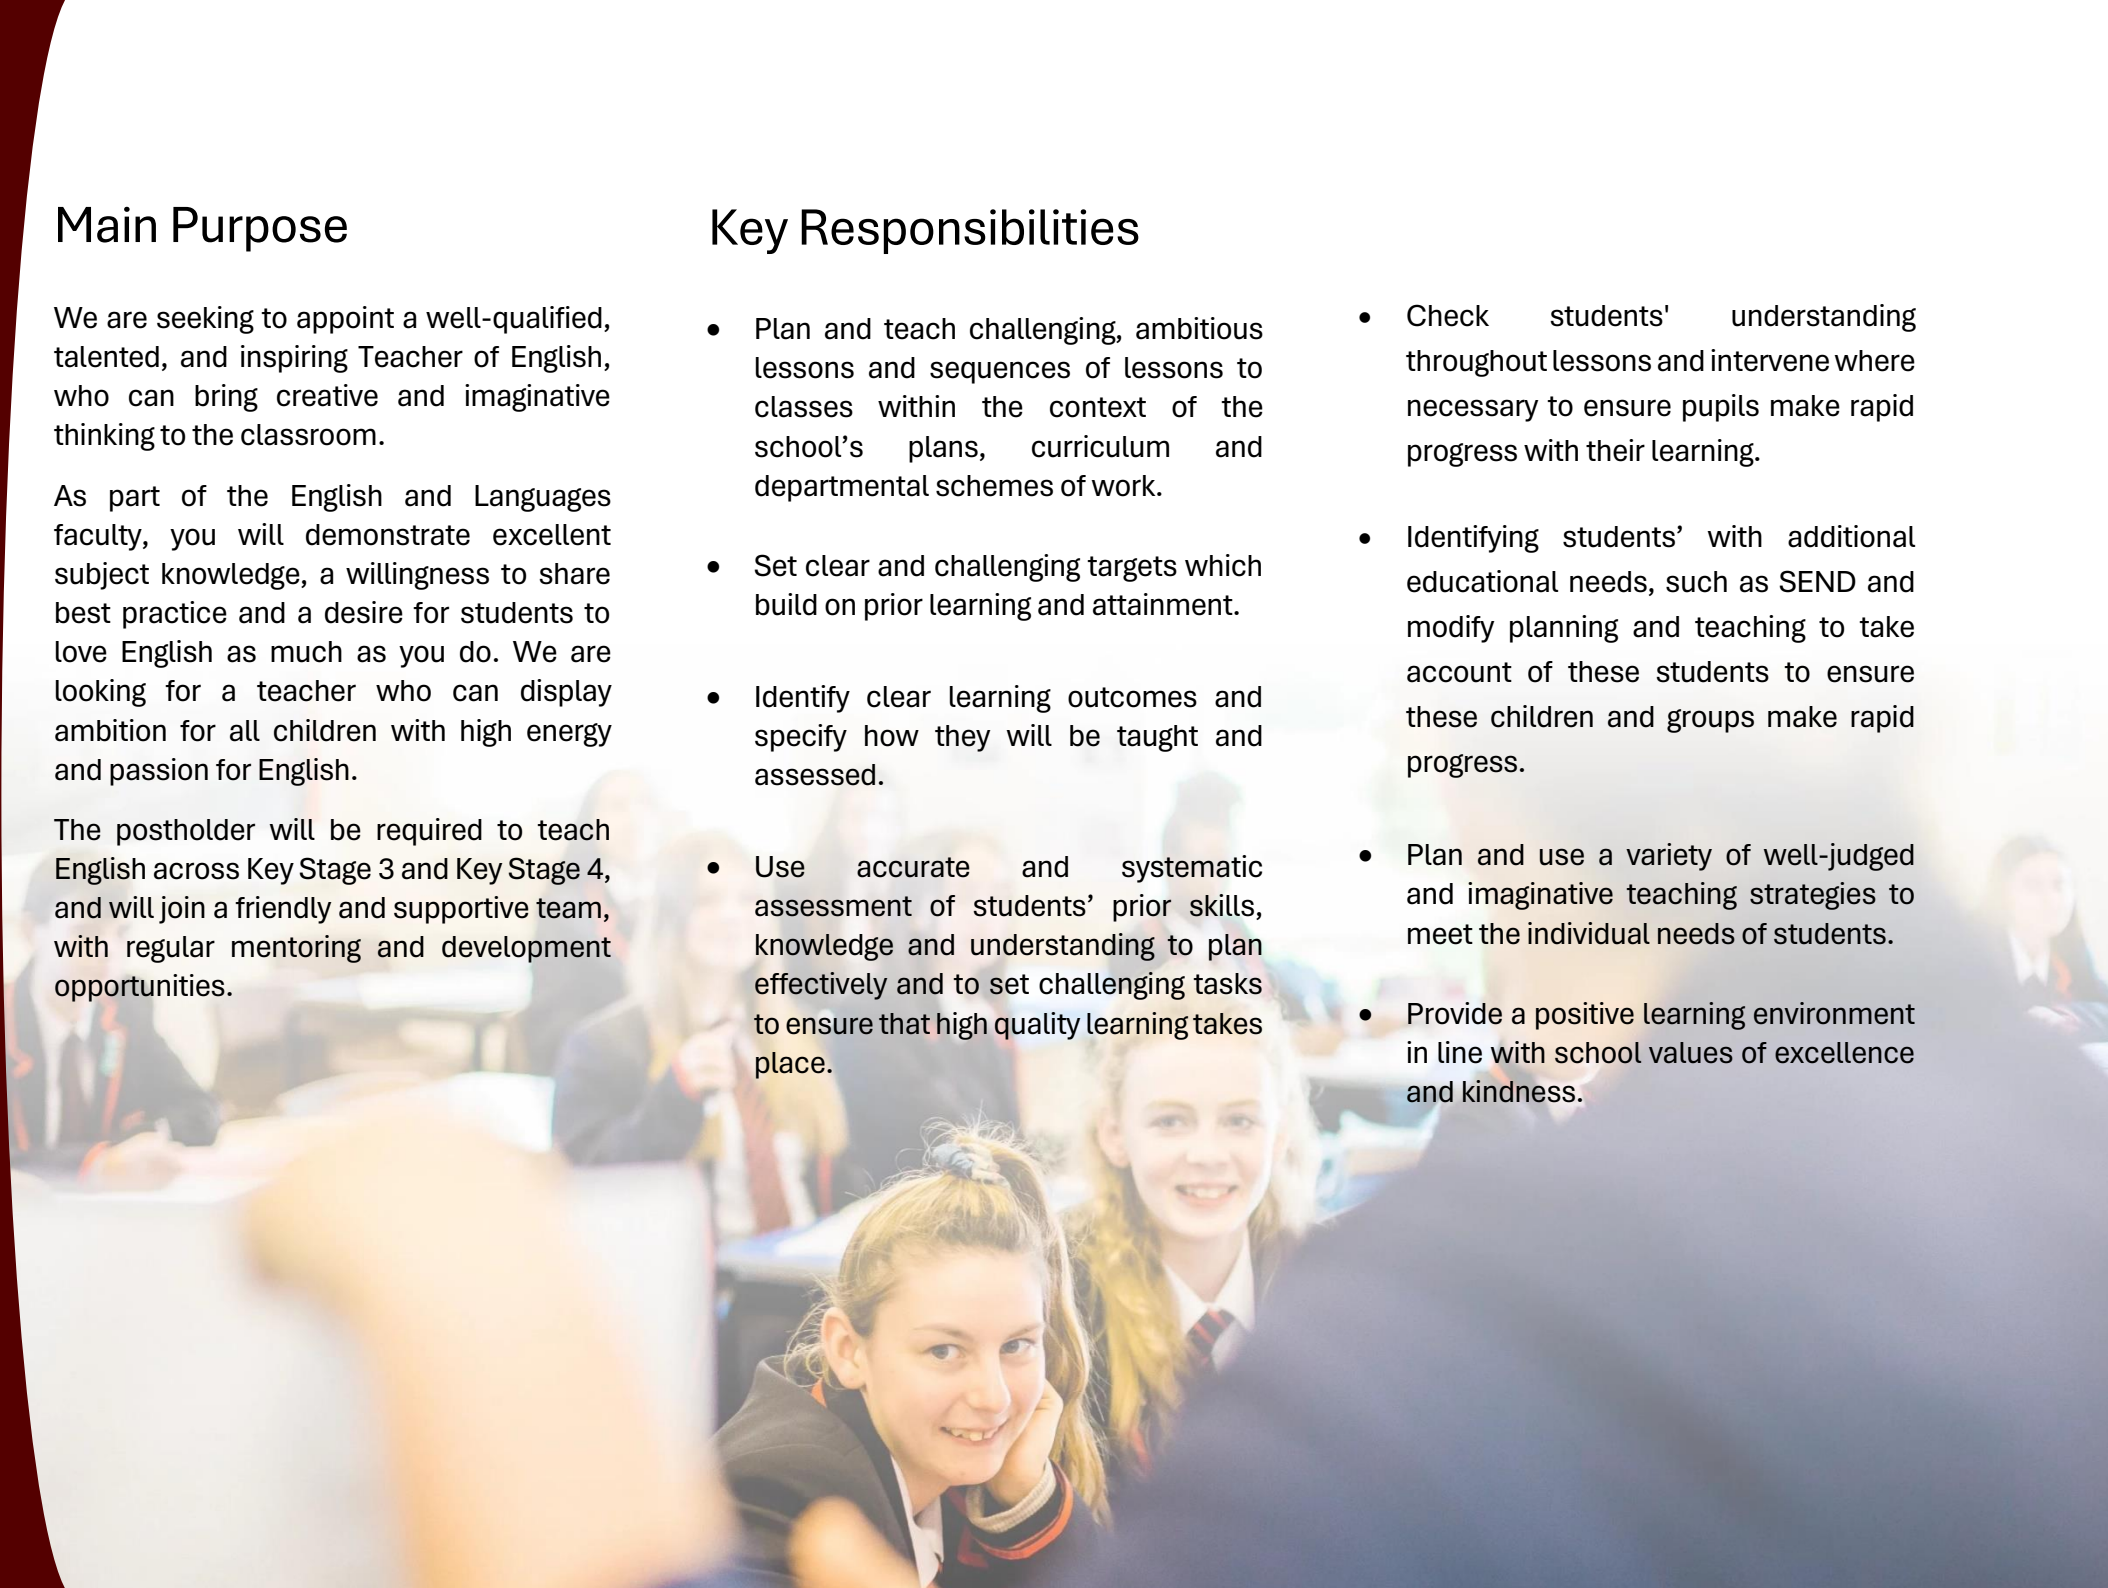 Main Purpose
We are seeking to appoint a well-qualified,
talented, and inspiring Teacher of English,
who can bring creative and imaginative
thinking to the classroom.
As part of the English and Languages
faculty, you will demonstrate excellent
subject knowledge, a willingness to share
best practice and a desire for students to
love English as much as you do. We are
looking for a teacher who can display
ambition for all children with high energy
and passion for English.
The postholder will be required to teach
English across Key Stage 3 and Key Stage 4,
and will join a friendly and supportive team,
with regular mentoring and development
opportunities.
Key Responsibilities
• Plan and teach challenging, ambitious
lessons and sequences of lessons to
classes within the context of the
school’s plans, curriculum and
departmental schemes of work.
• Set clear and challenging targets which
build on prior learning and attainment.
• Identify clear learning outcomes and
specify how they will be taught and
assessed.
• Use accurate and systematic
assessment of students’ prior skills,
knowledge and understanding to plan
effectively and to set challenging tasks
to ensure that high quality learning takes
place.
• Check students' understanding
throughout lessons and intervene where
necessary to ensure pupils make rapid
progress with their learning.
• Identifying students’ with additional
educational needs, such as SEND and
modify planning and teaching to take
account of these students to ensure
these children and groups make rapid
progress.
• Plan and use a variety of well-judged
and imaginative teaching strategies to
meet the individual needs of students.
• Provide a positive learning environment
in line with school values of excellence
and kindness.